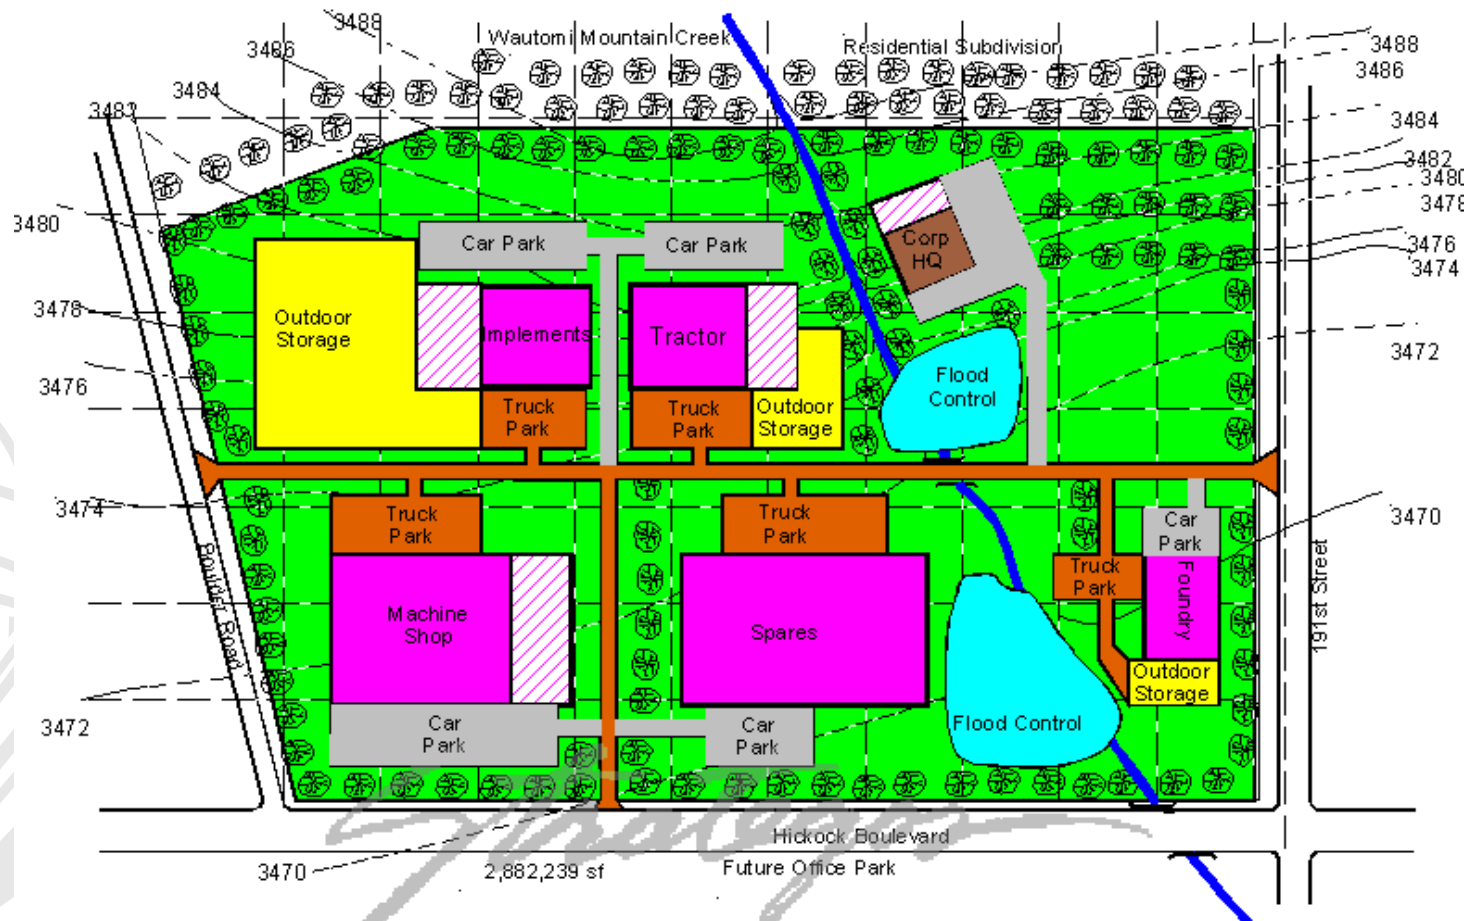 3488
Wautomi Mountain Creek
Residential Subdivision
3488
3486
3486
3484
3483
3484
3482
3480
3478
3480
Car Park
Car Park
Corp
HQ
3476
3474
3478
Outdoor
Storage
Implements
Tractor
3472
3476
Flood
Control
Truck
Park
Truck
Park
Outdoor
Storage
3474
Truck
Park
Truck
Park
Car
Park
3470
Boulder Road
Truck
Park
Foundry
191st Street
Machine
Shop
Spares
Outdoor
Storage
3472
Car
Park
Car
Park
Flood Control
Strategos
Hickock Boulevard
3470
2,882,239 sf
Future Office Park